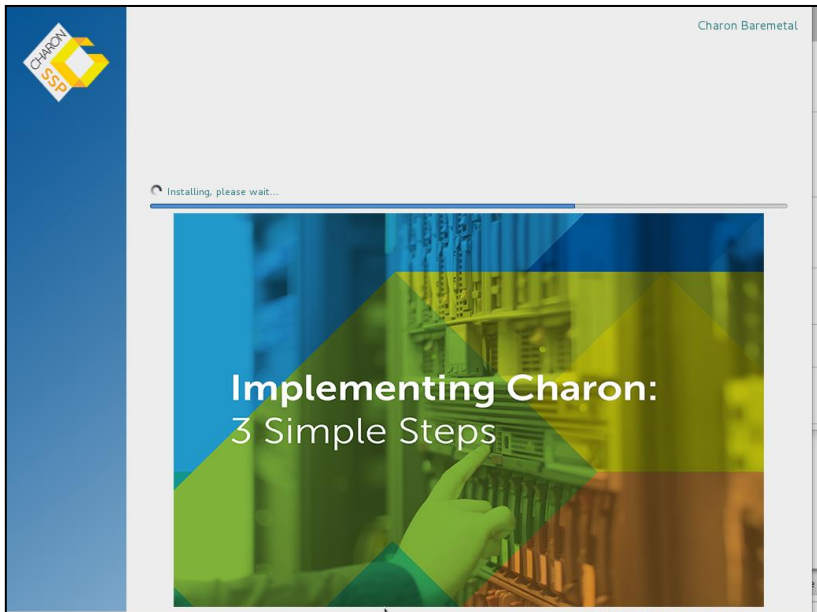 CHARON
SSP
Charon Baremetal
Installing, please wait...
Implementing Charon:
3 Simple Steps